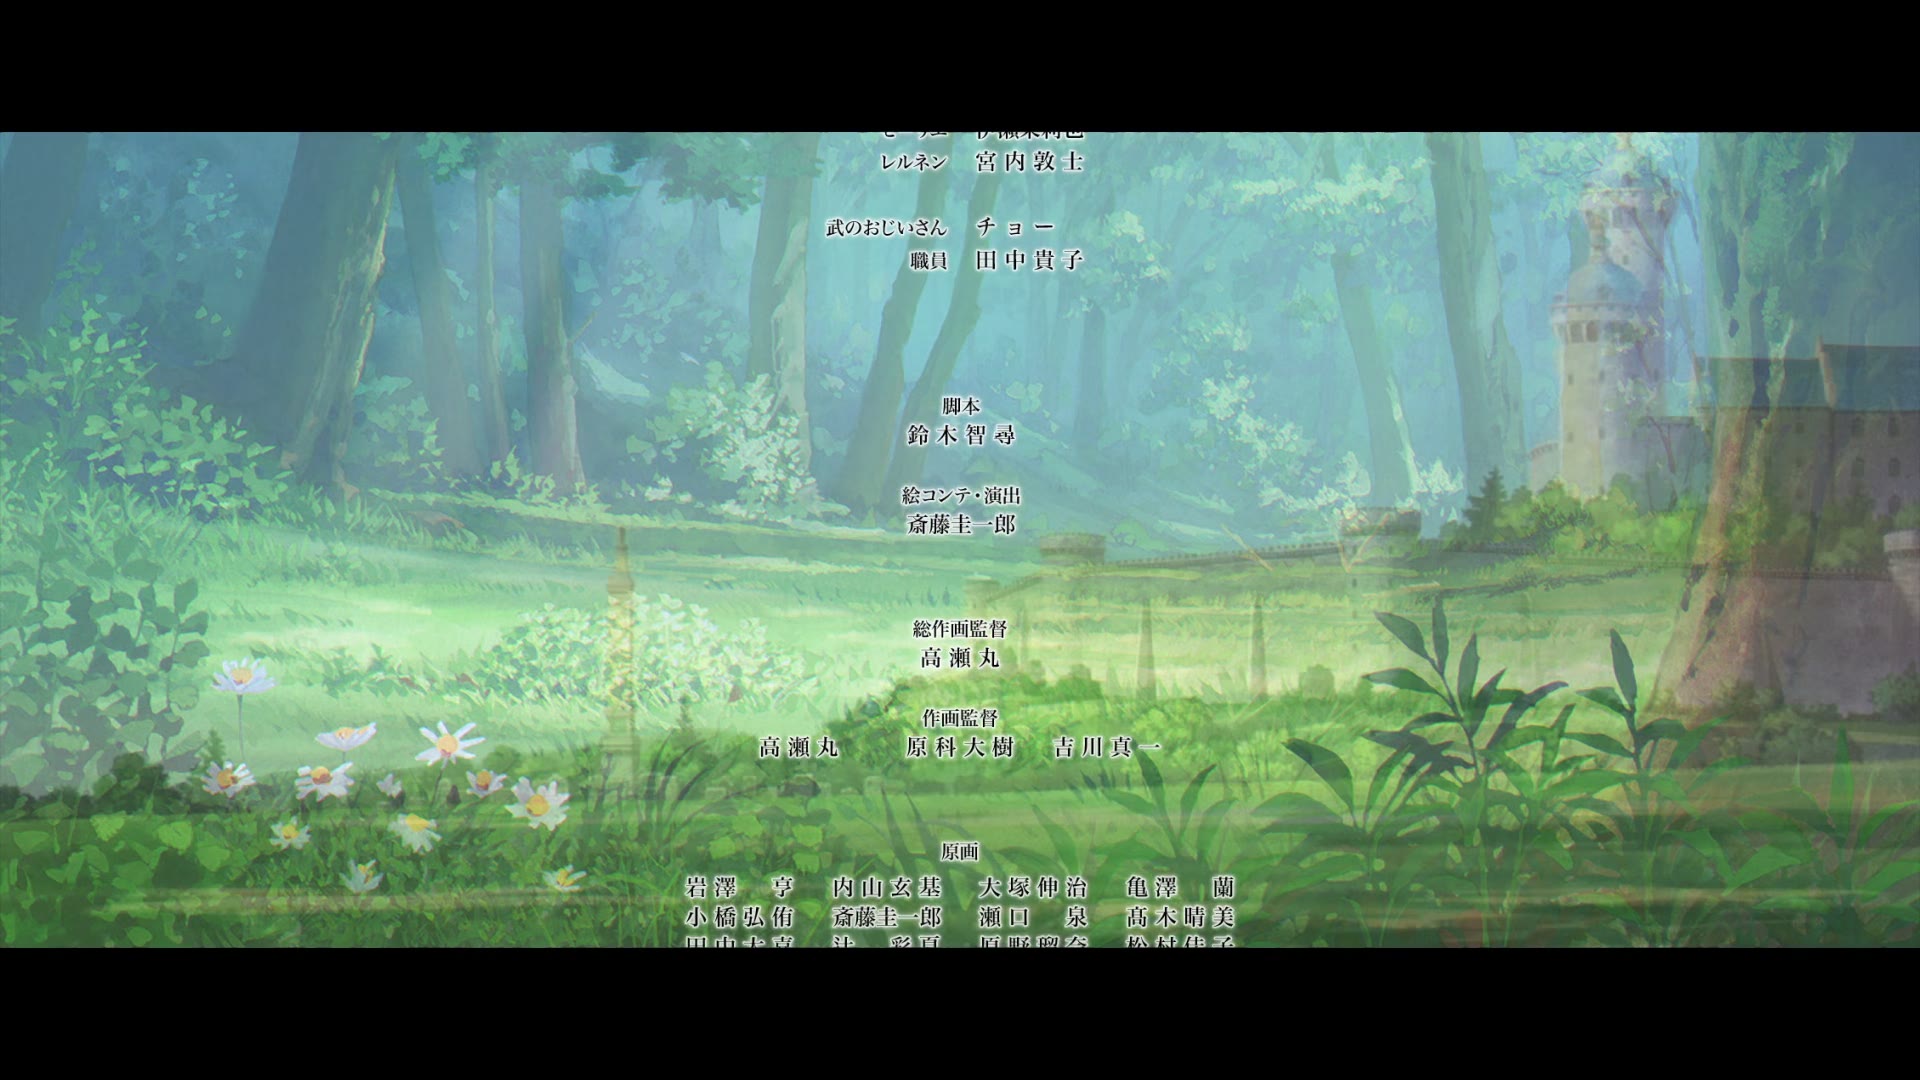 レルネン 宮内敦士
武のおじいさん チョー
職員 田中貴子
脚本
鈴木智尋
絵コンテ・演出
斎藤圭一郎
総作画監督
高瀬丸
作画監督
高瀬丸 原科大樹 吉川真一
原画
岩澤 亨 内山玄基 大塚伸治 亀澤 蘭
小橋弘侑 斎藤圭一郎 瀬口 泉 髙木晴美